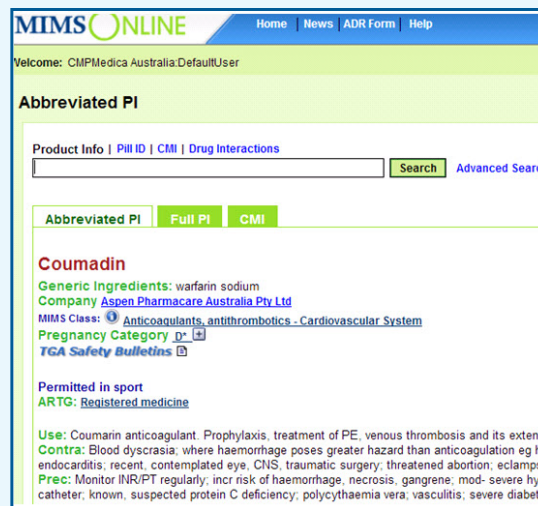 MIMS ONLINE
Home | News | ADR Form | Help
Welcome: CMPMedica Australia:DefaultUser
Abbreviated PI
Product Info | Pill ID | CMI | Drug Interactions
Search Advanced Sear
Abbreviated PI Full PI CMI
Coumadin
Generic Ingredients: warfarin sodium
Company Aspen Pharmacare Australia Pty Ltd
MIMS Class: Anticoagulants, antithrombotics - Cardiovascular System
Pregnancy Category D*
TGA Safety Bulletins
Permitted in sport
ARTG: Registered medicine
Use: Coumarin anticoagulant. Prophylaxis, treatment of PE, venous thrombosis and its exten
Contra: Blood dyscrasia; where haemorrhage poses greater hazard than anticoagulation eg
endocarditis; recent, contemplated eye, CNS, traumatic surgery; threatened abortion; eclamps
Prec: Monitor INR/PT regularly; incr risk of haemorrhage, necrosis, gangrene; mod- severe hy
catheter; known, suspected protein C deficiency; polycythaemia vera; vasculitis; severe diabet